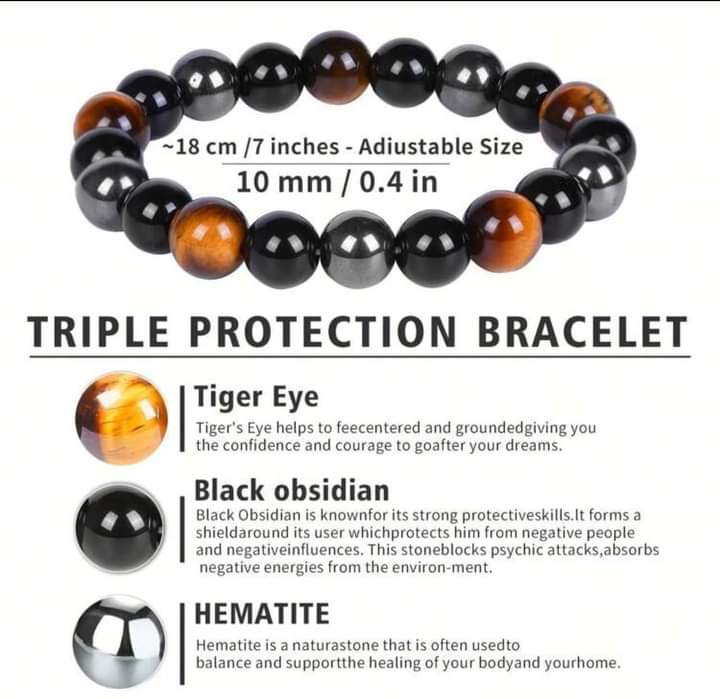 ~18 cm /7 inches - Adiustable Size
10 mm / 0.4 in
TRIPLE PROTECTION BRACELET
Tiger Eye
Tiger's Eye helps to feecentered and groundedgiving you
the confidence and courage to goafter your dreams.
Black obsidian
Black Obsidian is knownfor its strong protectiveskills.It forms a
shieldaround its user whichprotects him from negative people
and negativeinfluences. This stoneblocks psychic attacks,absorbs
negative energies from the environ-ment.
HEMATITE
Hematite is a naturastone that is often usedto
balance and supportthe healing of your bodyand yourhome.